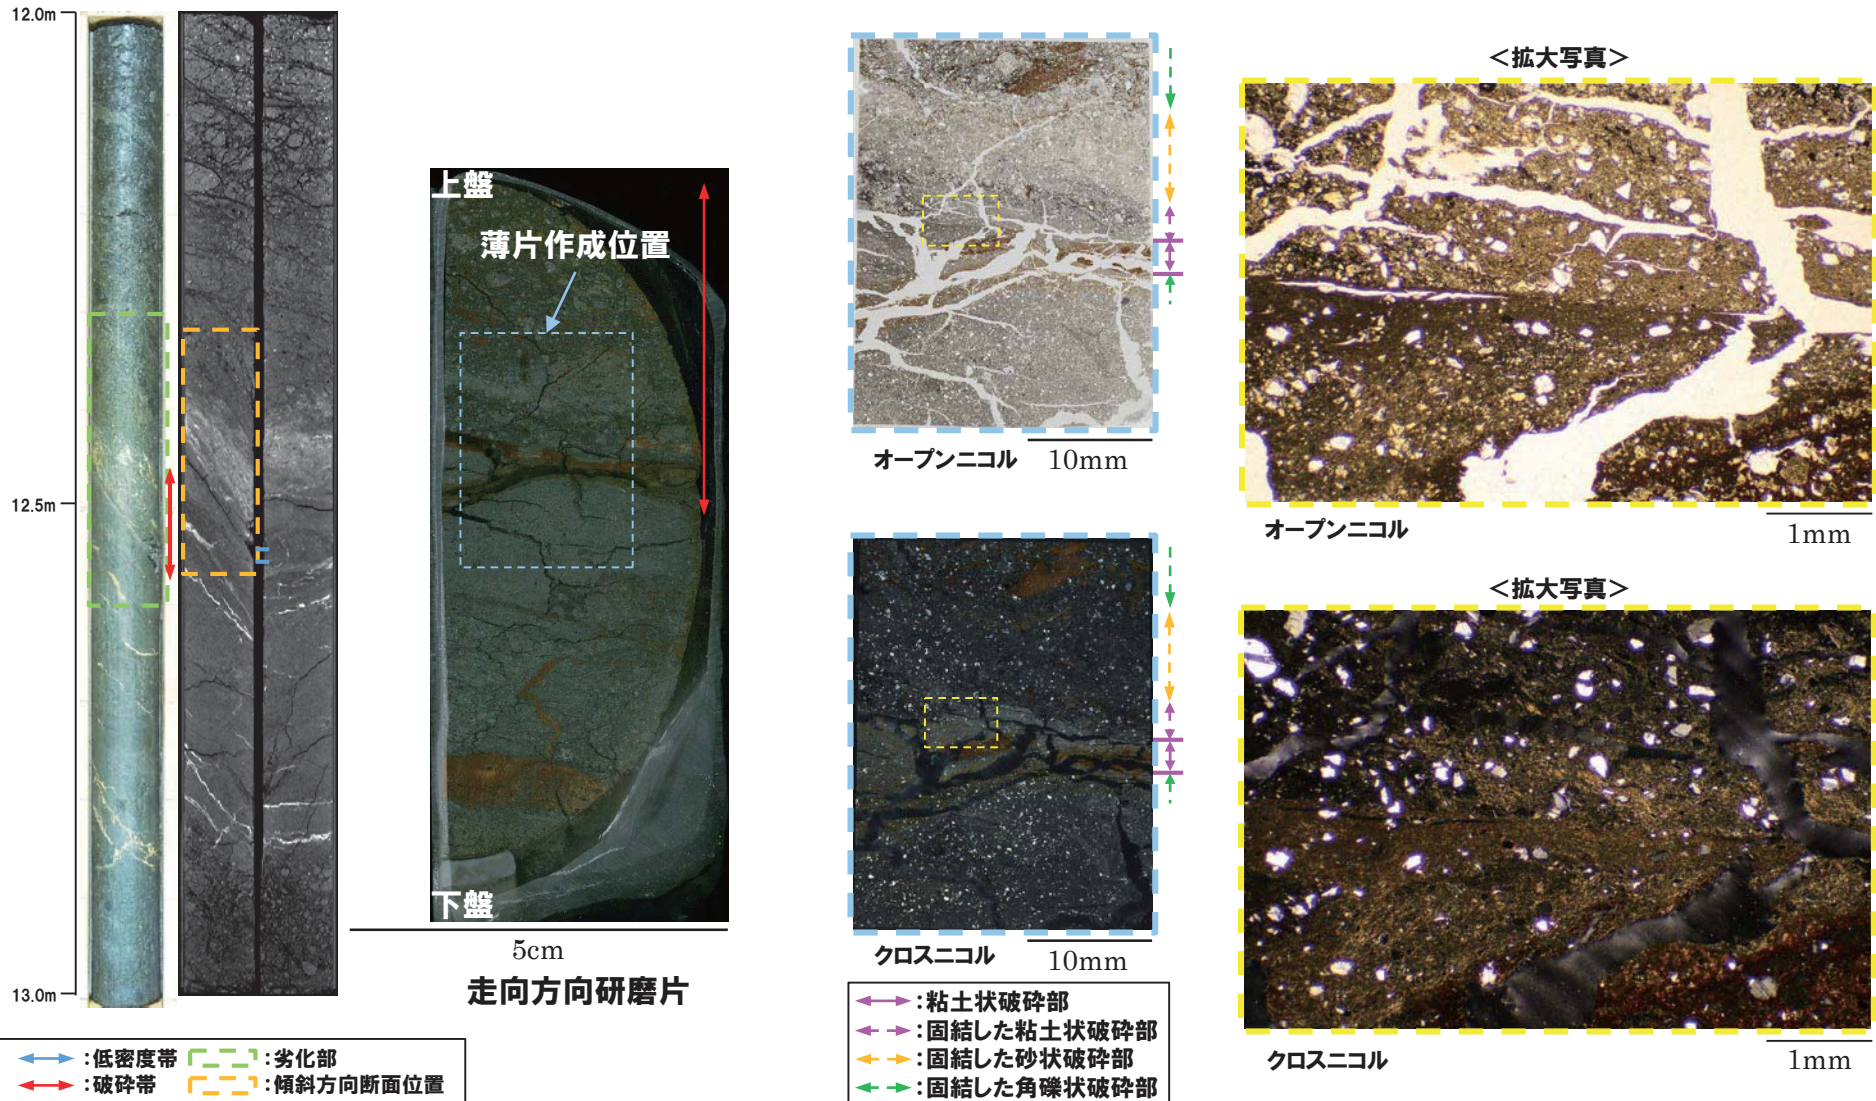 12.0m
12.5m
13.0m
:低密度帯
:劣化部
:破砕帯
:傾斜方向断面位置
上盤
薄片作成位置
下盤
5cm
走向方向研磨片
オープンニコル
10mm
クロスニコル
10mm
:粘土状破砕部
:固結した粘土状破砕部
:固結した砂状破砕部
:固結した角礫状破砕部
＜拡大写真＞
オープンニコル
1mm
＜拡大写真＞
クロスニコル
1mm